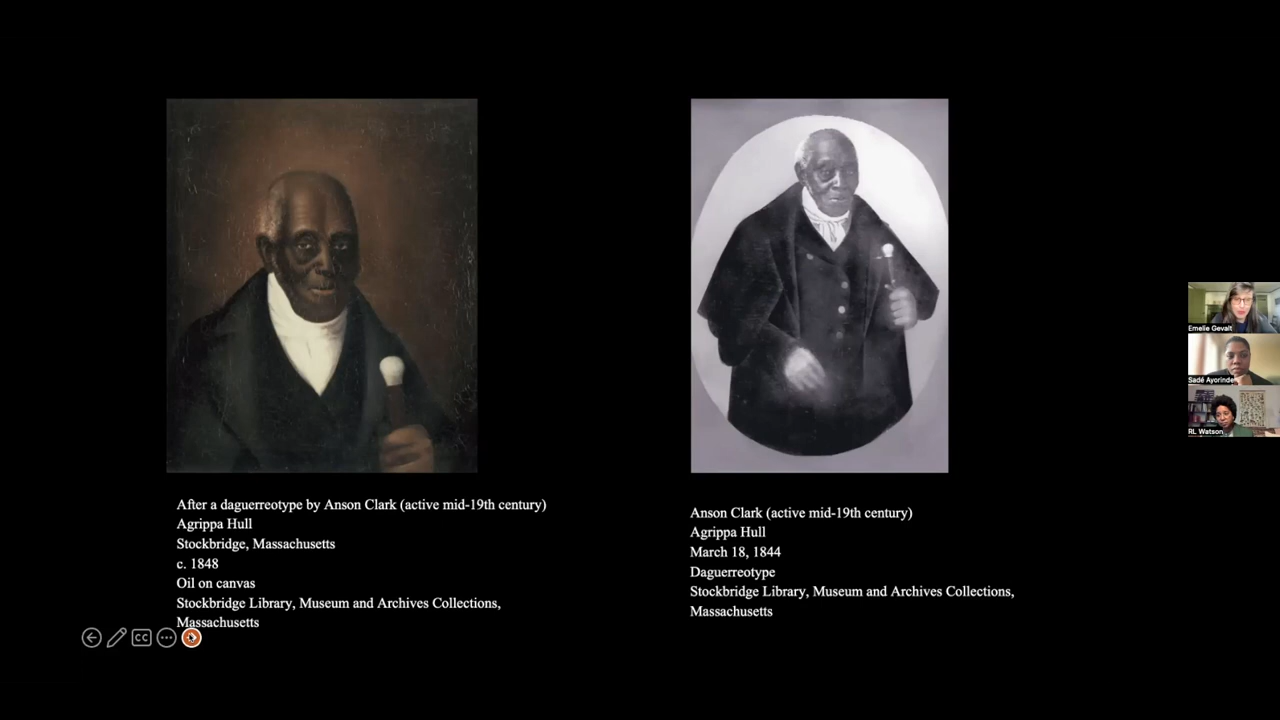 After a daguerreotype by Anson Clark (active mid-19th century)
Agrippa Hull
Stockbridge, Massachusetts
c. 1848
Oil on canvas
Stockbridge Library, Museum and Archives Collections,
Massachusetts
Anson Clark (active mid-19th century)
Agrippa Hull
March 18, 1844
Daguerreotype
Stockbridge Library, Museum and Archives Collections,
Massachusetts
CC
Emelie Gevalt
Sadé Ayorinde
RL Watson